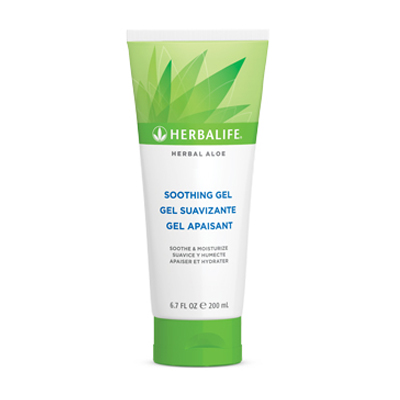 HERBALIFE
HERBAL ALOE
SOOTHING GEL
GEL SUAVIZANTE
GEL APAISANT
SOOTHE & MOISTURIZE
SUAVICE Y HUMECTE
APAISER ET HYDRATER
6.7 FL OZ ℮ 200 mL